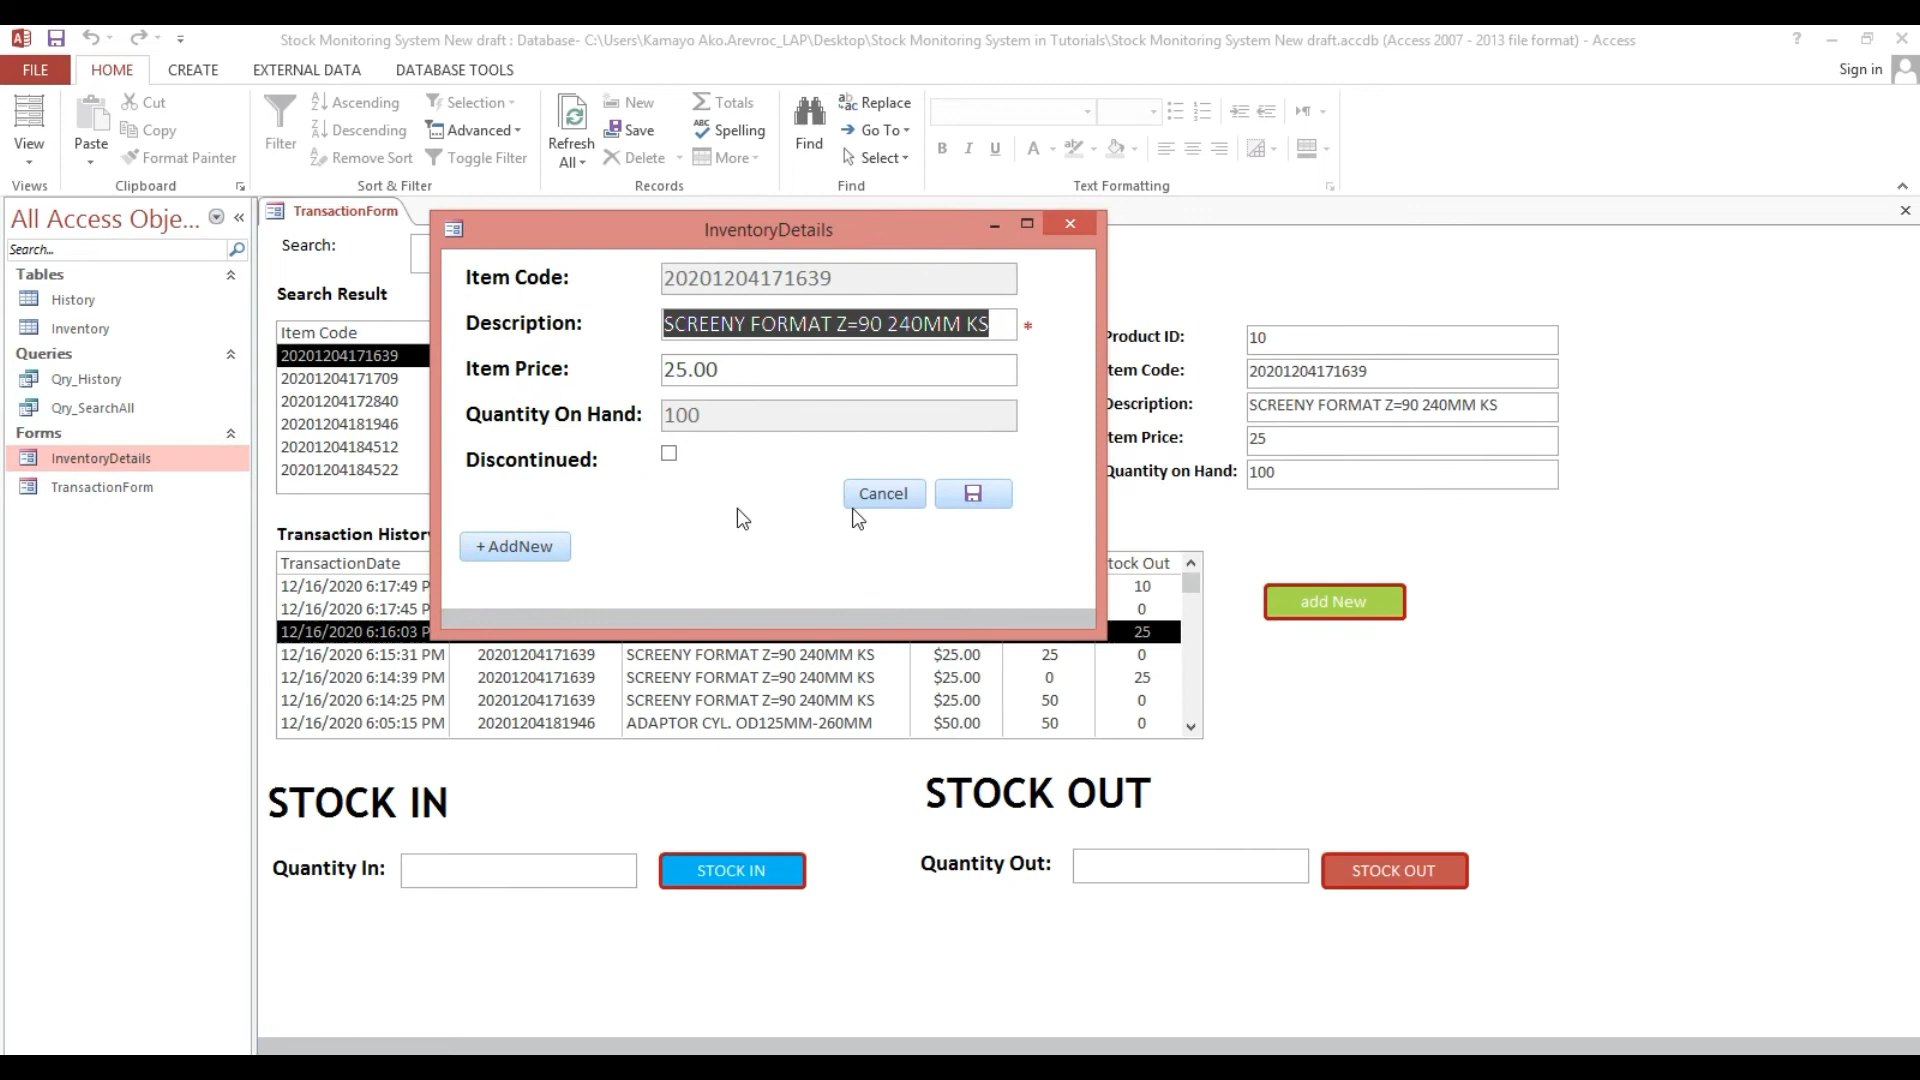 Stock Monitoring System New draft : Database- C:\Users\Kamayo Ako.Arevroc_LAP\Desktop\Stock Monitoring System in Tutorials\Stock Monitoring System New draft.accdb (Access 2007 - 2013 file format) - Access
FILE HOME CREATE EXTERNAL DATA DATABASE TOOLS Sign in
Cut Ascending Selection New Totals Replace
Copy Descending Advanced Save Spelling Go To
View Paste Format Painter Filter Remove Sort Toggle Filter Refresh All Delete More Find Select
Views Clipboard Sort & Filter Records Find Text Formatting
All Access Obje...
Search...
Tables
History
Inventory
Queries
Qry_History
Qry_SearchAll
Forms
InventoryDetails
TransactionForm
TransactionForm
Search:
Search Result
Item Code
20201204171639
20201204171709
20201204172840
20201204181946
20201204184512
20201204184522
InventoryDetails
Item Code: 20201204171639
Description: SCREENY FORMAT Z=90 240MM KS *
Item Price: 25.00
Quantity On Hand: 100
Discontinued:
Cancel
+ AddNew
Product ID: 10
tem Code: 20201204171639
Description: SCREENY FORMAT Z=90 240MM KS
tem Price: 25
Quantity on Hand: 100
Transaction Histor
TransactionDate tock Out
12/16/2020 6:17:49 P 10
12/16/2020 6:17:45 P 0
12/16/2020 6:16:03 P 25
12/16/2020 6:15:31 PM 20201204171639 SCREENY FORMAT Z=90 240MM KS $25.00 25 0
12/16/2020 6:14:39 PM 20201204171639 SCREENY FORMAT Z=90 240MM KS $25.00 0 25
12/16/2020 6:14:25 PM 20201204171639 SCREENY FORMAT Z=90 240MM KS $25.00 50 0
12/16/2020 6:05:15 PM 20201204181946 ADAPTOR CYL. OD125MM-260MM $50.00 50 0
add New
STOCK IN
Quantity In: STOCK IN
STOCK OUT
Quantity Out: STOCK OUT